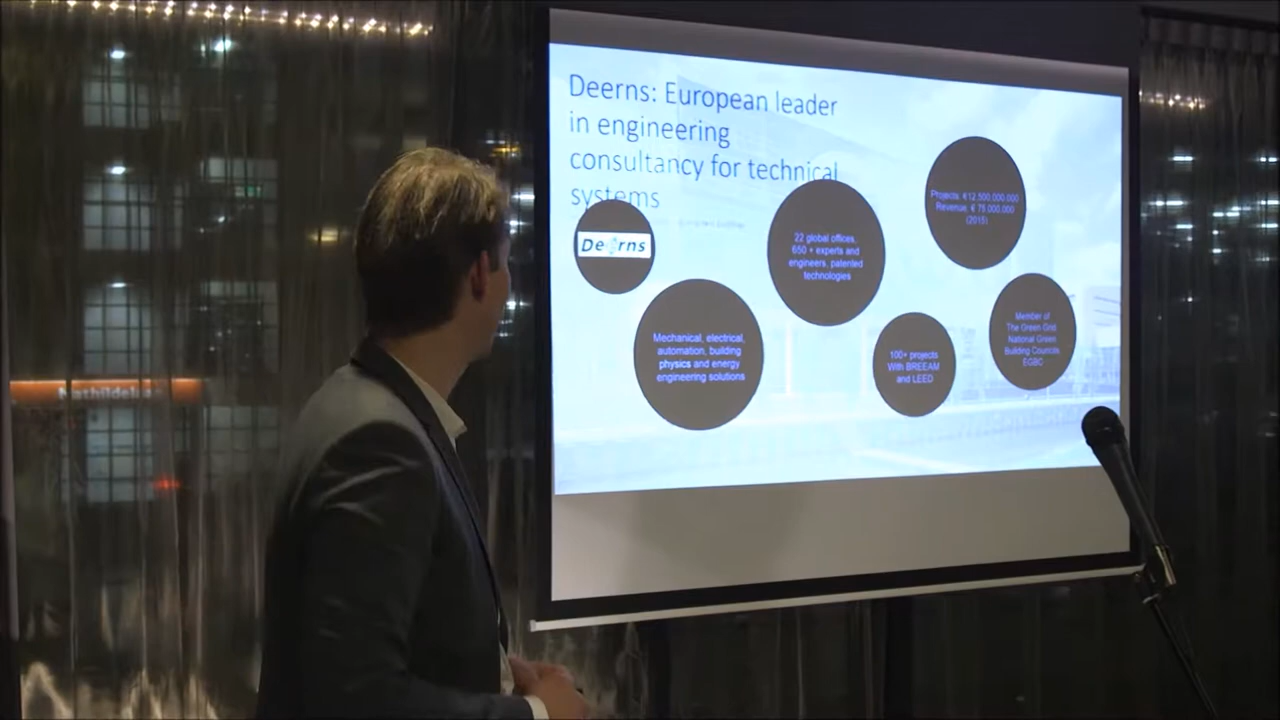 Deerns: European leader
in engineering
consultancy for technical
systems
Deerns
Mechanical, electrical,
automation, building
physics and energy
engineering solutions
22 global offices,
650 + experts and
engineers, patented
technologies
Projects: €12.500.000.000
Revenue: € 75.000.000
(2015)
100+ projects
With BREEAM
and LEED
Member of
The Green Grid
National Green
Building Councils
EGBC